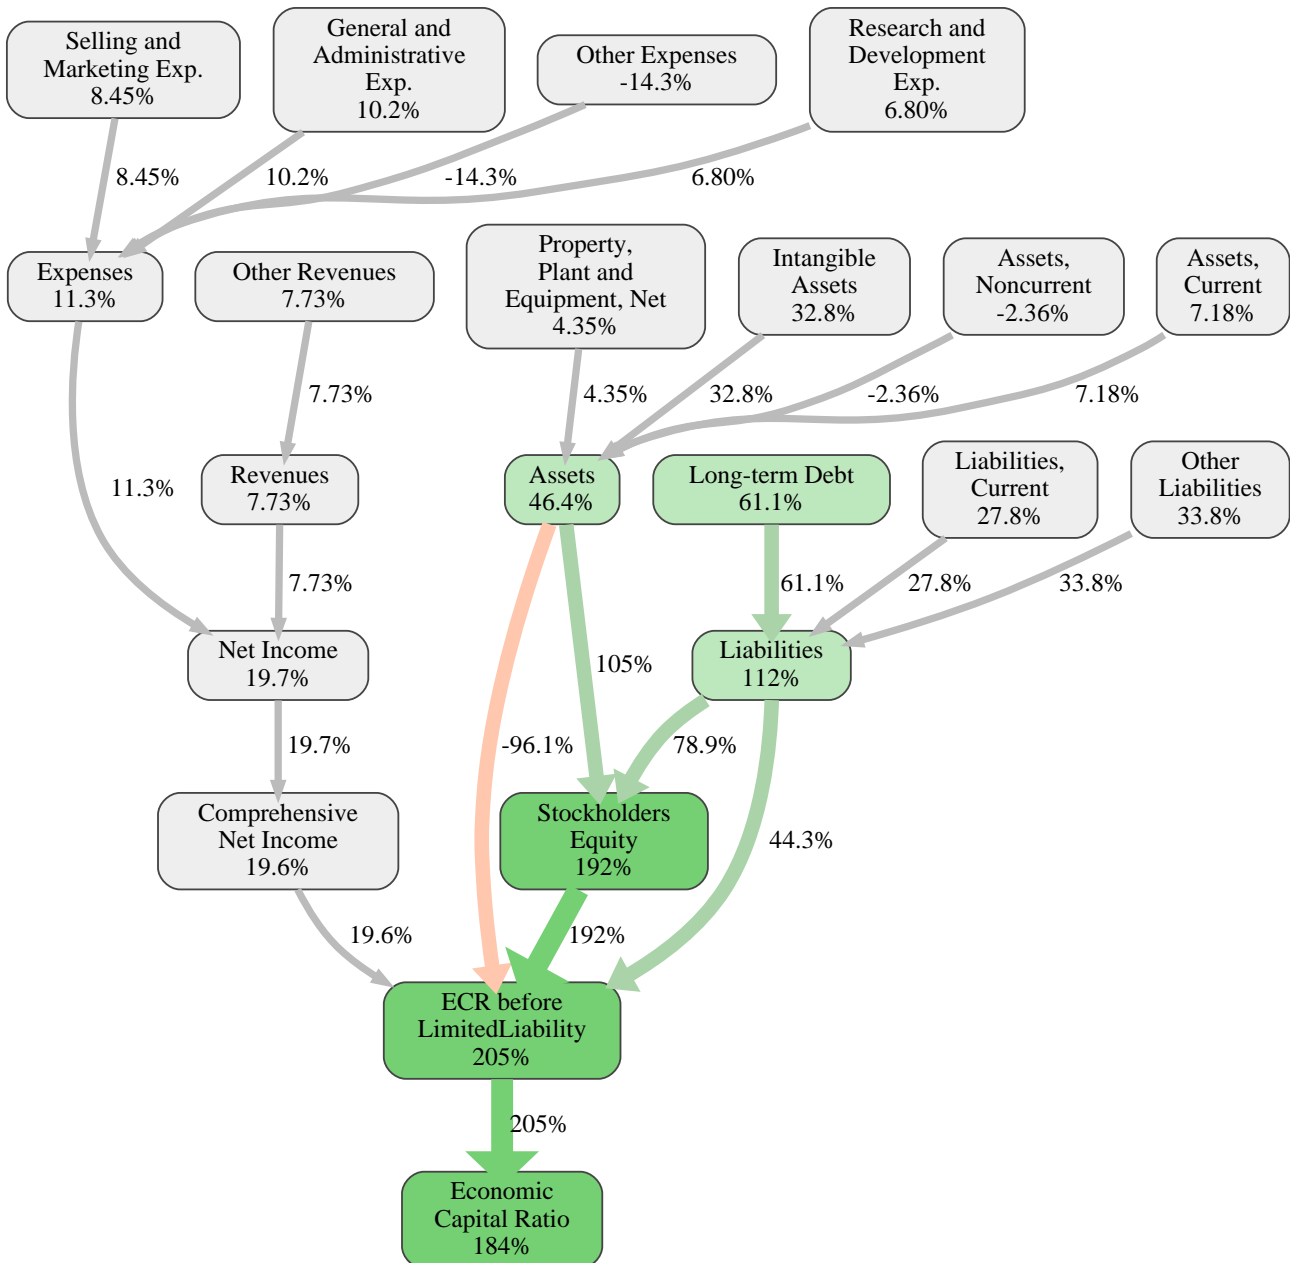 Selling and
Marketing Exp.
8.45%
General and
Administrative
Exp.
10.2%
Other Expenses
-14.3%
Research and
Development
Exp.
6.80%
8.45%
10.2%
-14.3%
6.80%
Expenses
11.3%
Other Revenues
7.73%
Property,
Plant and
Equipment, Net
4.35%
Intangible
Assets
32.8%
Assets,
Noncurrent
-2.36%
Assets,
Current
7.18%
7.73%
4.35%
32.8%
-2.36%
7.18%
11.3%
Revenues
7.73%
Assets
46.4%
Long-term Debt
61.1%
Liabilities,
Current
27.8%
Other
Liabilities
33.8%
7.73%
61.1%
27.8%
33.8%
Net Income
19.7%
105%
Liabilities
112%
19.7%
-96.1%
78.9%
Comprehensive
Net Income
19.6%
Stockholders
Equity
192%
44.3%
19.6%
192%
ECR before
LimitedLiability
205%
205%
Economic
Capital Ratio
184%